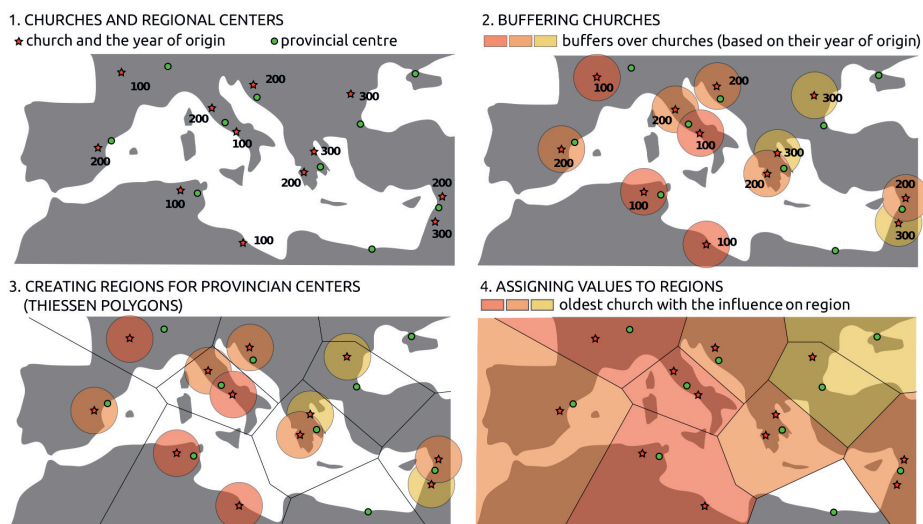 1. CHURCHES AND REGIONAL CENTERS
church and the year of origin
provincial centre
100
200
300
200
100
200
300
200
100
200
300
100
2. BUFFERING CHURCHES
buffers over churches (based on their year of origin)
100
200
300
200
100
200
300
200
100
200
300
100
3. CREATING REGIONS FOR PROVINCIAN CENTERS
(THIESSEN POLYGONS)
4. ASSIGNING VALUES TO REGIONS
oldest church with the influence on region